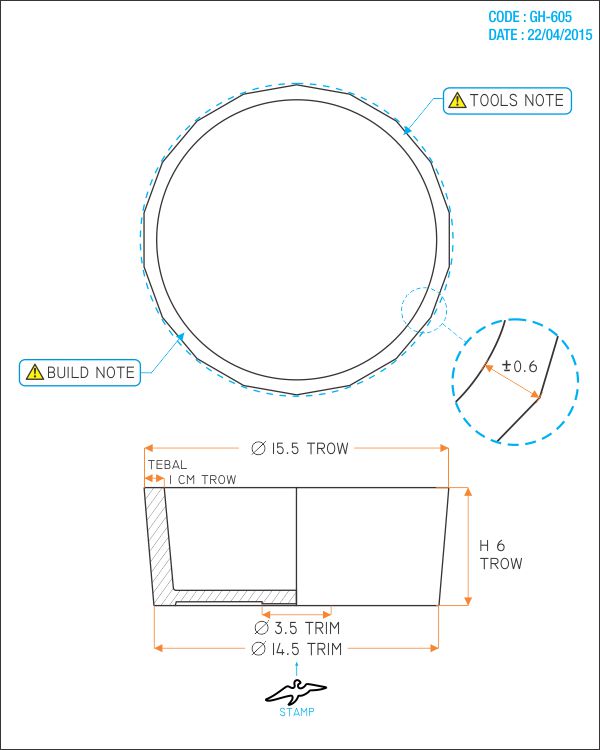 CODE : GH-605
DATE : 22/04/2015
TOOLS NOTE
BUILD NOTE
±0.6
Ø 15.5 TROW
TEBAL
1 CM TROW
H 6
TROW
Ø 3.5 TRIM
Ø 14.5 TRIM
STAMP